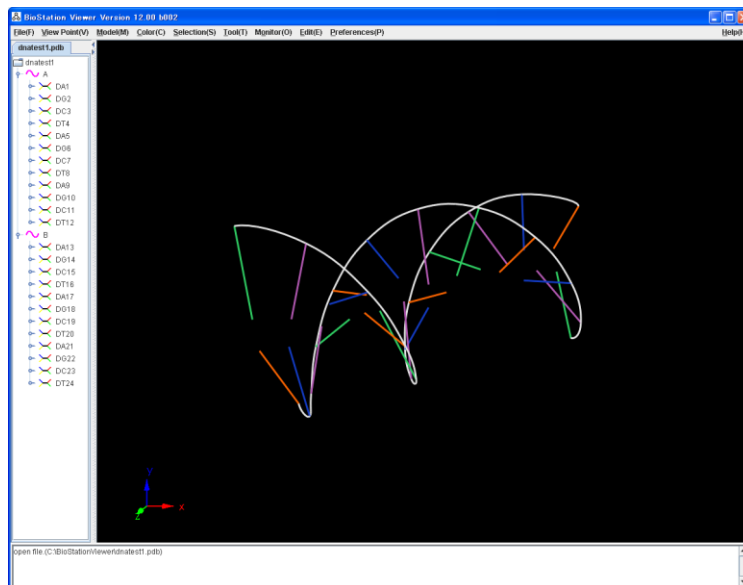 BioStation Viewer Version 12.00 b002
File(F) View Point(V) Model(M) Color(C) Selection(S) Tool(T) Monitor(O) Edit(E) Preferences(P) Help(H
dnatest1.pdb
dnatest1
A
DA1
DG2
DC3
DT4
DA5
DG6
DC7
DT8
DA9
DG10
DC11
DT12
B
DA13
DG14
DC15
DT16
DA17
DG18
DC19
DT20
DA21
DG22
DC23
DT24
Y
X
Z
open file.(C:\BioStationViewer\dnatest1.pdb)